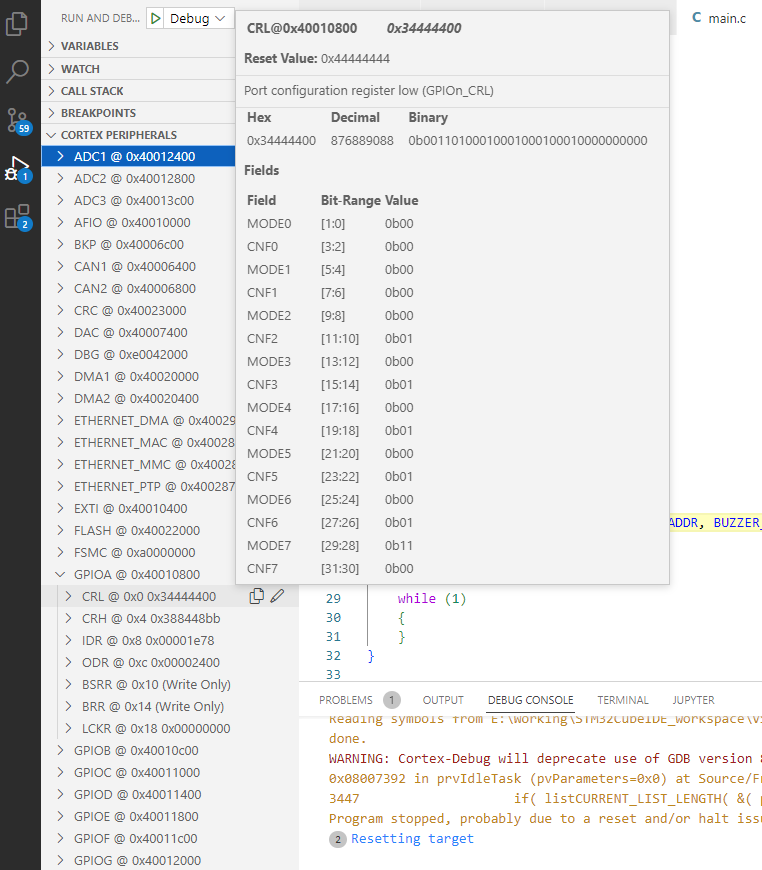 RUN AND DEB... Debug
VARIABLES
WATCH
CALL STACK
BREAKPOINTS
CORTEX PERIPHERALS
59
1
2
ADC1 @ 0x40012400
ADC2 @ 0x40012800
ADC3 @ 0x40013c00
AFIO @ 0x40010000
BKP @ 0x40006c00
CAN1 @ 0x40006400
CAN2 @ 0x40006800
CRC @ 0x40023000
DAC @ 0x40007400
DBG @ 0xe0042000
DMA1 @ 0x40020000
DMA2 @ 0x40020400
ETHERNET_DMA @ 0x40029
ETHERNET_MAC @ 0x40028
ETHERNET_MMC @ 0x40028
ETHERNET_PTP @ 0x400287
EXTI @ 0x40010400
FLASH @ 0x40022000
FSMC @ 0xa0000000
GPIOA @ 0x40010800
CRL @ 0x0 0x34444400
CRH @ 0x4 0x388448bb
IDR @ 0x8 0x00001e78
ODR @ 0xc 0x00002400
BSRR @ 0x10 (Write Only)
BRR @ 0x14 (Write Only)
LCKR @ 0x18 0x00000000
GPIOB @ 0x40010c00
GPIOC @ 0x40011000
GPIOD @ 0x40011400
GPIOE @ 0x40011800
GPIOF @ 0x40011c00
GPIOG @ 0x40012000
CRL@0x40010800 0x34444400
Reset Value: 0x44444444
Port configuration register low (GPIOn_CRL)
Hex Decimal Binary
0x34444400 876889088 0b00110100010001000100010000000000
Fields
Field Bit-Range Value
MODE0 [1:0] 0b00
CNF0 [3:2] 0b00
MODE1 [5:4] 0b00
CNF1 [7:6] 0b00
MODE2 [9:8] 0b00
CNF2 [11:10] 0b01
MODE3 [13:12] 0b00
CNF3 [15:14] 0b01
MODE4 [17:16] 0b00
CNF4 [19:18] 0b01
MODE5 [21:20] 0b00
CNF5 [23:22] 0b01
MODE6 [25:24] 0b00
CNF6 [27:26] 0b01
MODE7 [29:28] 0b11
CNF7 [31:30] 0b00
C main.c
ADDR, BUZZER_
29 while (1)
30 {
31 }
32 }
33
PROBLEMS 1 OUTPUT DEBUG CONSOLE TERMINAL JUPYTER
Reading symbols from E:\Working\STM32CubeIDE_Workspace\
done.
WARNING: Cortex-Debug will deprecate use of GDB version
0x08007392 in prvIdleTask (pvParameters=0x0) at Source/
3447 if( listCURRENT_LIST_LENGTH( &(
Program stopped, probably due to a reset and/or halt
2 Resetting target